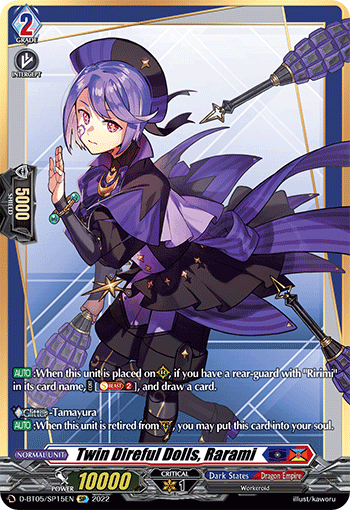 2
GRADE
INTERCEPT
5000
SHIELD
AUTO :When this unit is placed on , if you have a rear-guard with "Ririmi"
in its card name, COST [ BLAST 2 ], and draw a card.
Glitter -Tamayura
AUTO :When this unit is retired from , you may put this card into your soul.
NORMAL UNIT
Twin Direful Dolls, Rarami
POWER 10000
CRITICAL
1
Dark States
Dragon Empire
Workeroid
D-BT05/SP15EN SP 2022
illust/kaworu